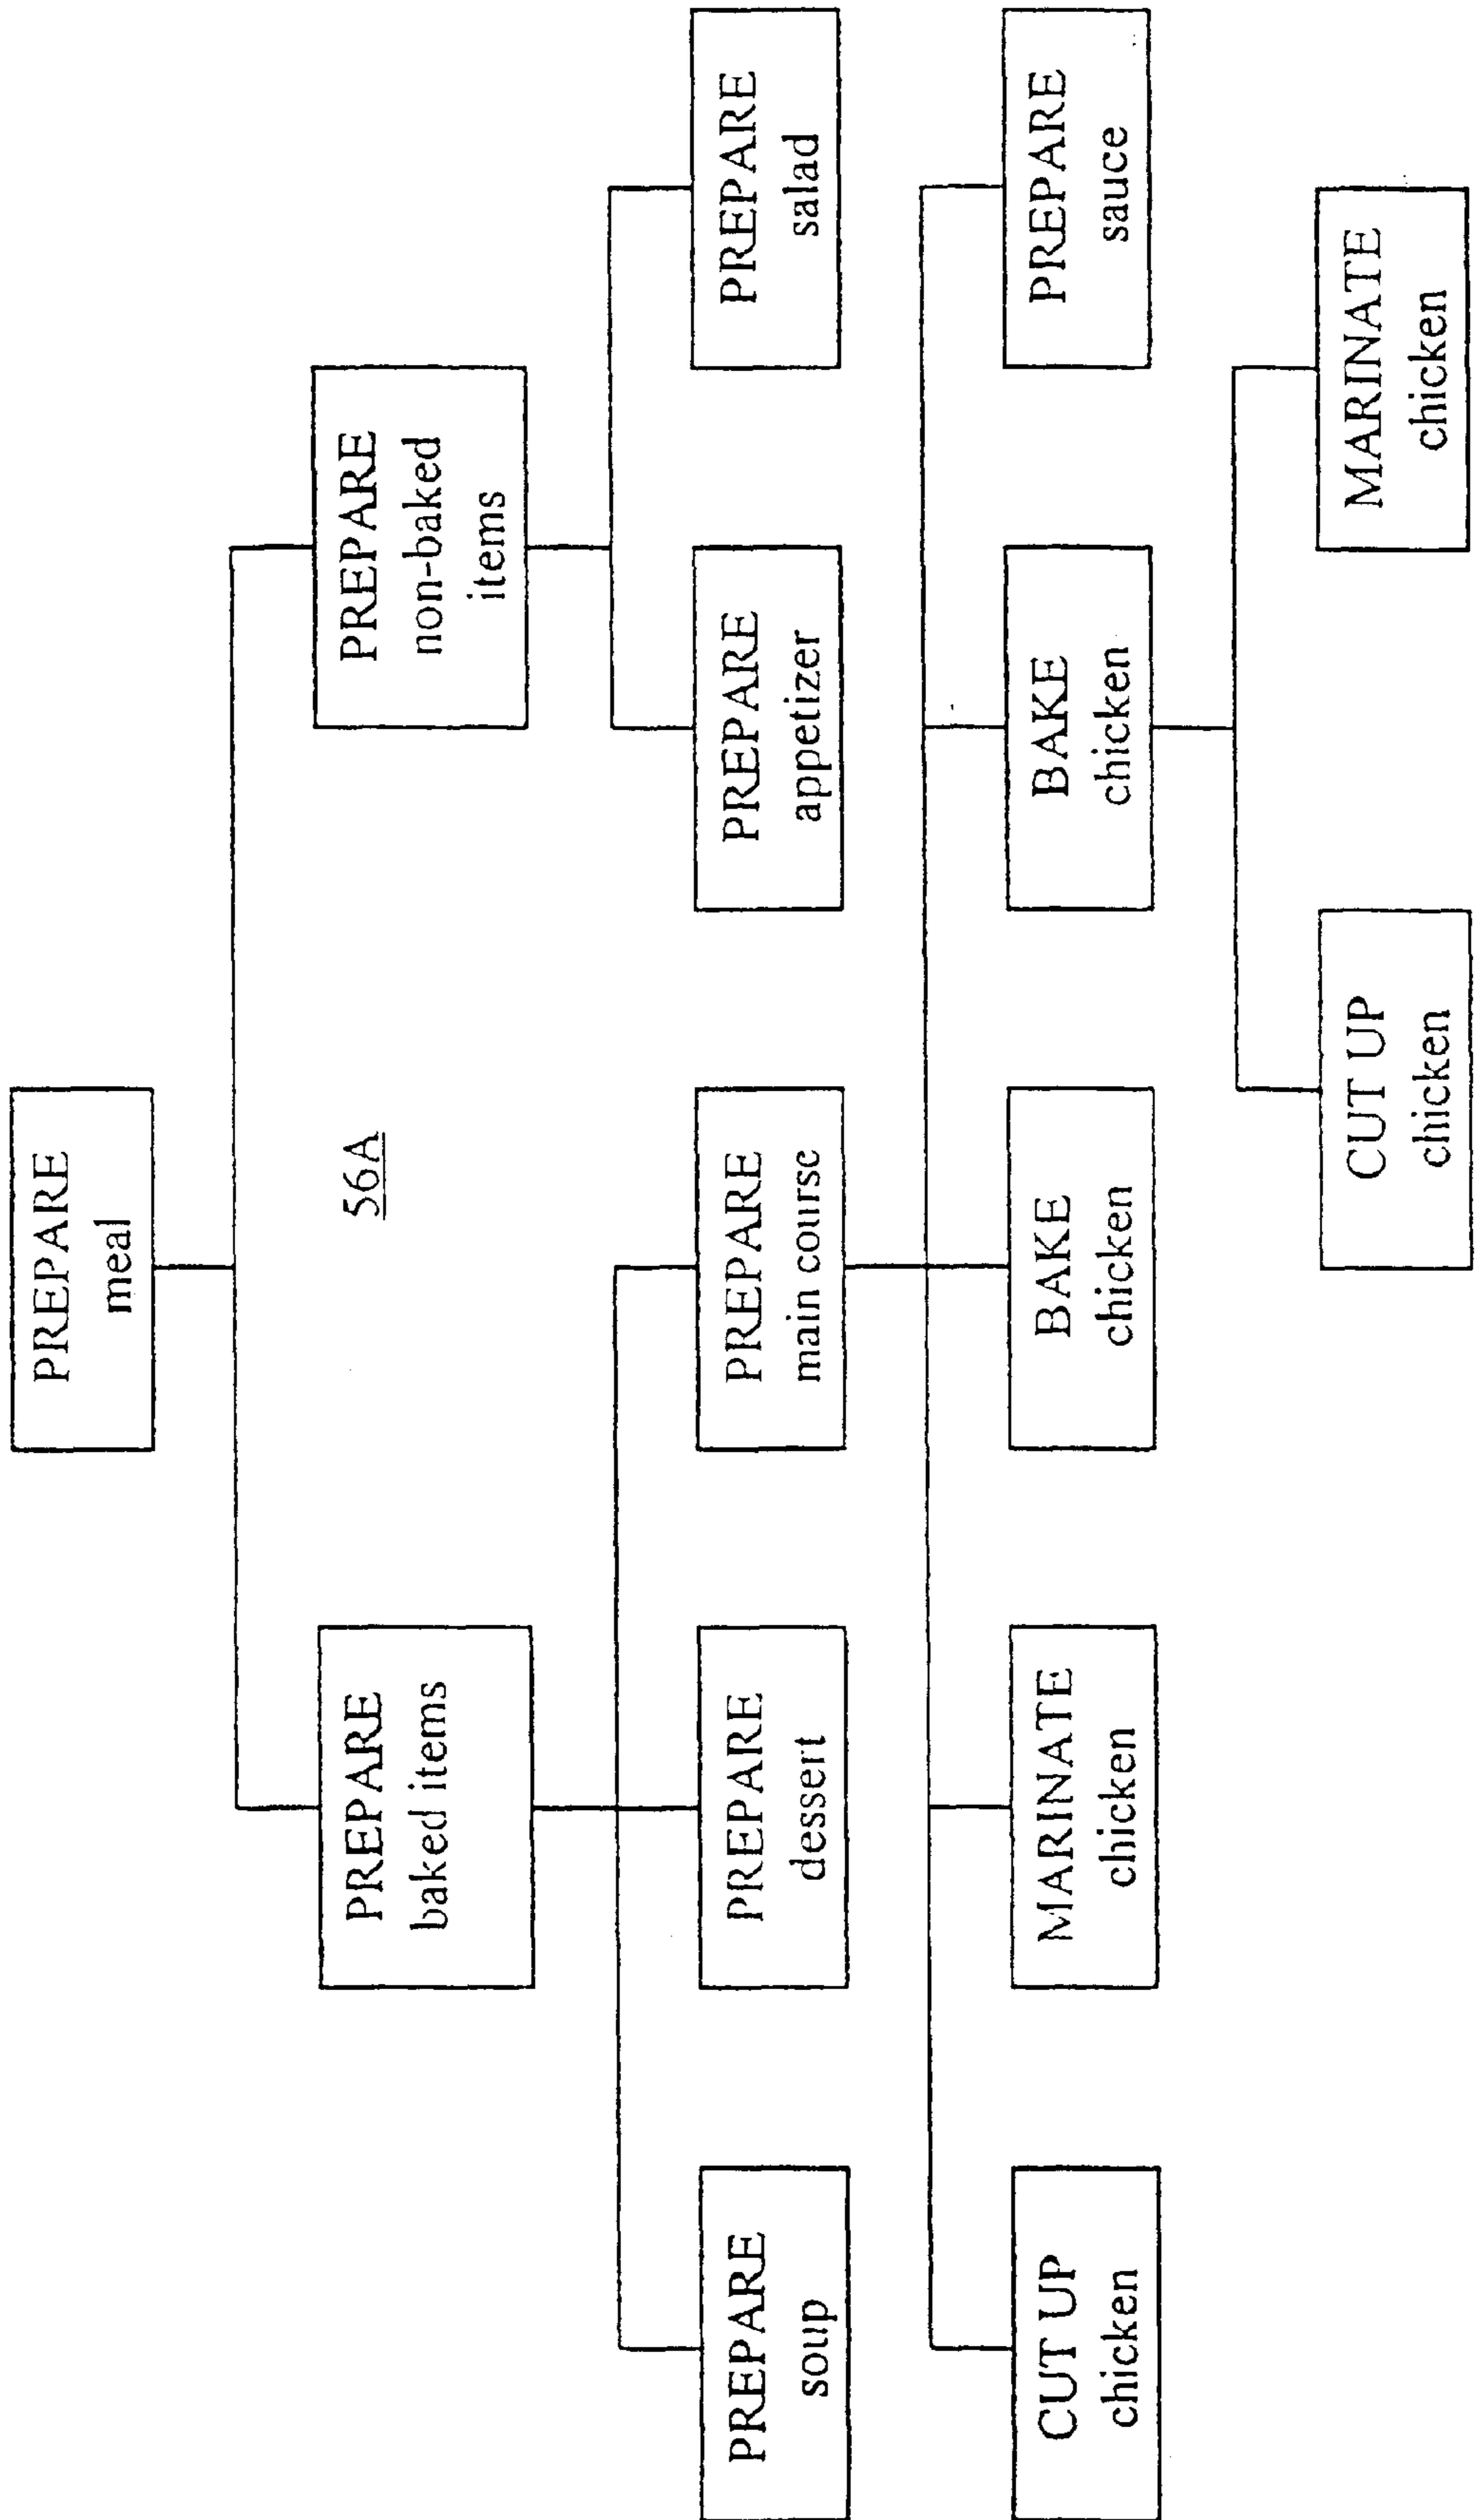 PREPARE
meal
56A
PREPARE
baked items
PREPARE
non-baked
items
PREPARE
soup
PREPARE
dessert
PREPARE
main course
PREPARE
appetizer
PREPARE
salad
CUT UP
chicken
MARINATE
chicken
BAKE
chicken
BAKE
chicken
PREPARE
sauce
CUT UP
chicken
MARINATE
chicken